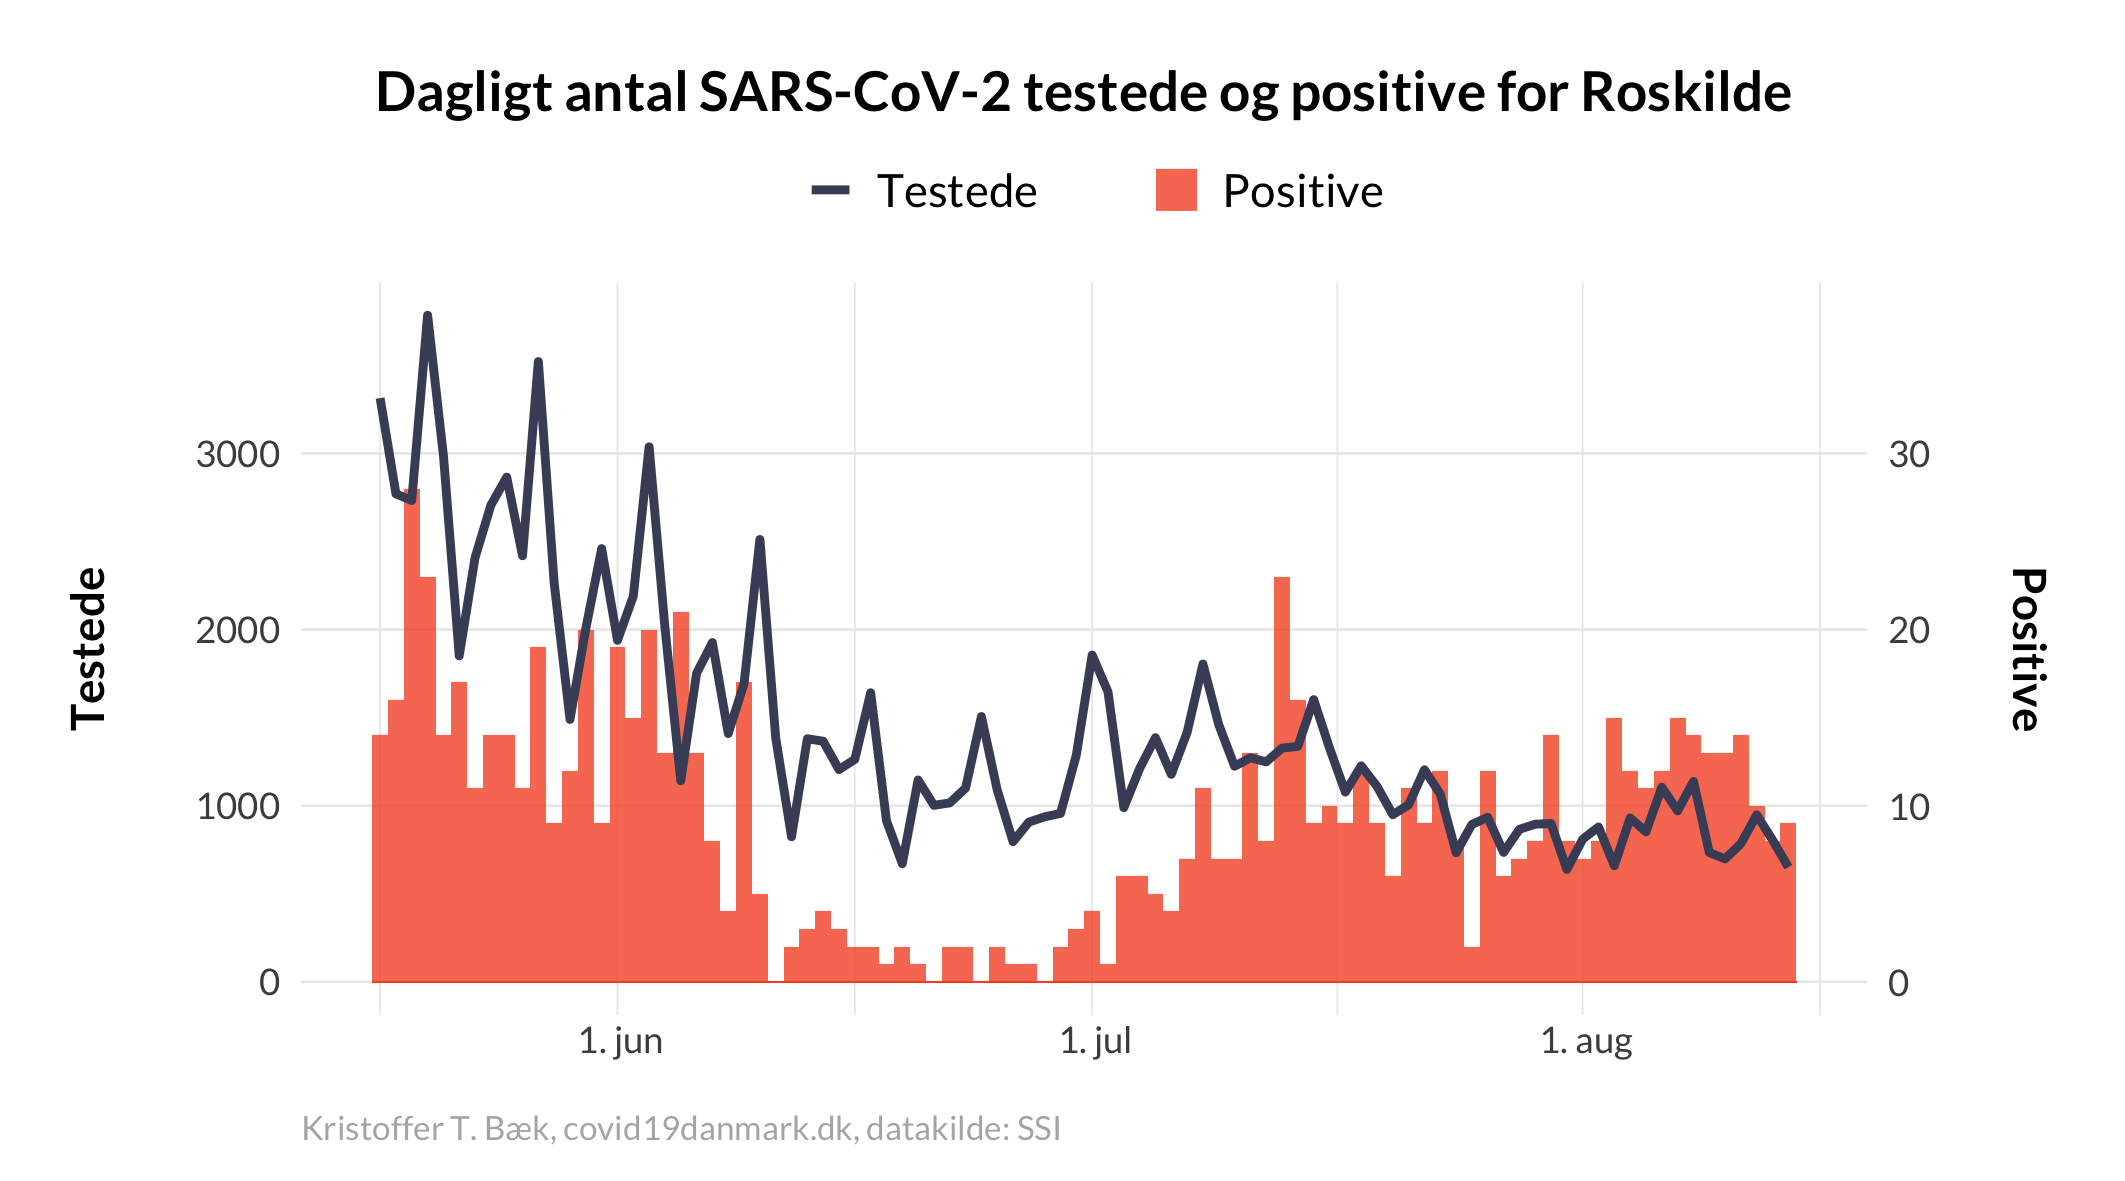 Dagligt antal SARS-CoV-2 testede og positive for Roskilde
Testede
Positive
Testede
3000
2000
1000
0
30
20
10
0
Positive
1. jun
1. jul
1. aug
Kristoffer T. Bæk, covid19danmark.dk, datakilde: SSI